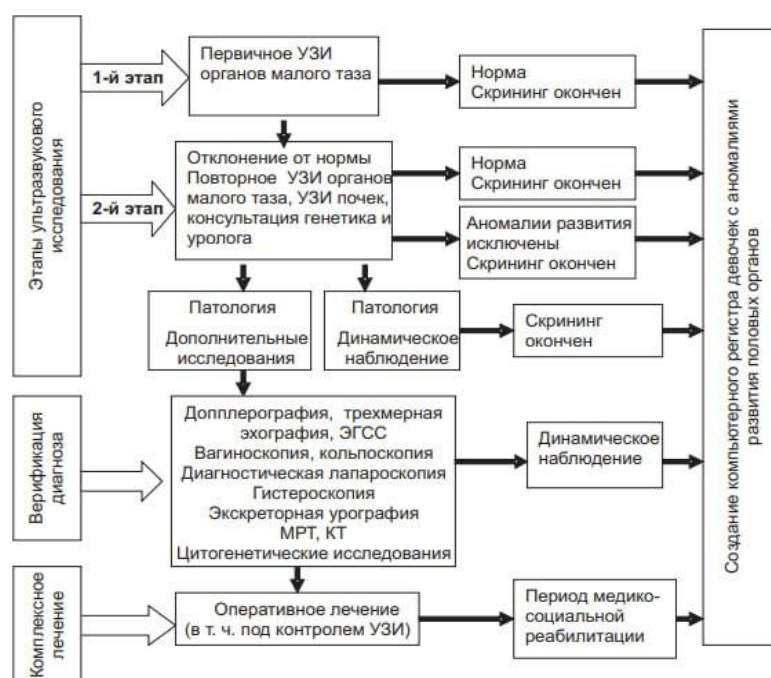 Этапы ультразвукового
исследования
1-й этап
Первичное УЗИ
органов малого таза
Норма
Скрининг окончен
2-й этап
Отклонение от нормы
Повторное УЗИ органов
малого таза, УЗИ почек,
консультация генетика и
уролога
Норма
Скрининг окончен
Аномалии развития
исключены
Скрининг окончен
Патология
Дополнительные
исследования
Патология
Динамическое
наблюдение
Скрининг
окончен
Верификация
диагноза
Допплерография, трехмерная
эхография, ЭГСС
Вагиноскопия, кольпоскопия
Диагностическая лапароскопия
Гистероскопия
Экскреторная урография
МРТ, КТ
Цитогенетические исследования
Динамическое
наблюдение
Комплексное
лечение
Оперативное лечение
(в т. ч. под контролем УЗИ)
Период медико-
социальной
реабилитации
Создание компьютерного регистра девочек с аномалиями
развития половых органов